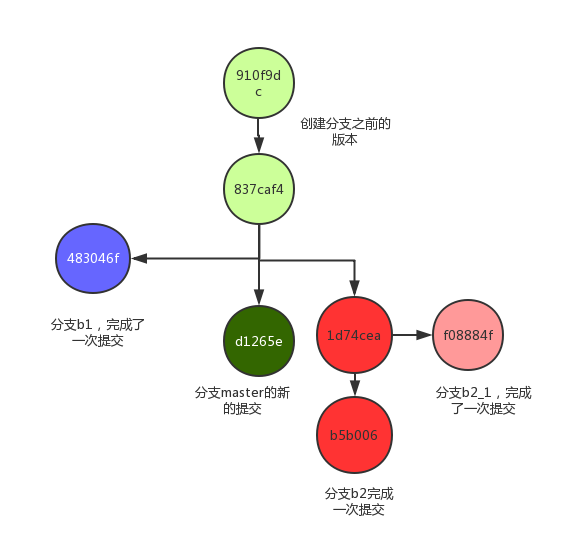 910f9d
c
创建分支之前的
版本
837caf4
483046f
分支b1，完成了
一次提交
d1265e
分支master的新
的提交
1d74cea
f08884f
分支b2_1，完成
了一次提交
b5b006
分支b2完成
一次提交